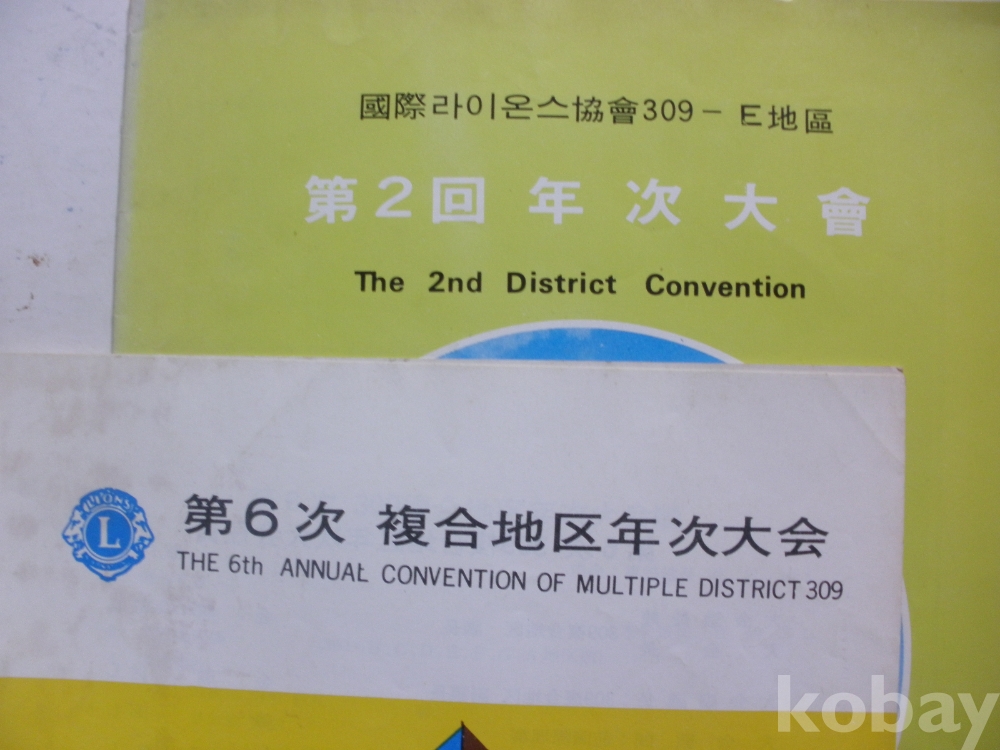 國際라이온스協會309－E地區
第2回 年次大會
The 2nd District Convention
LIONS
L
第6次 複合地区年次大会
THE 6th ANNUAL CONVENTION OF MULTIPLE DISTRICT 309
kobay